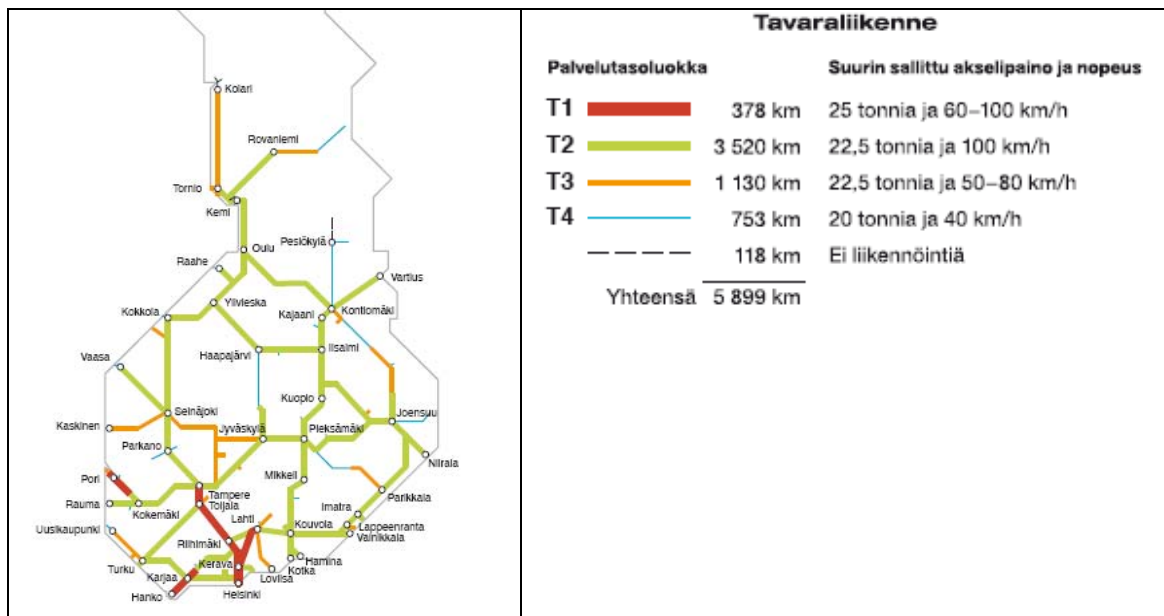 Kolari
Rovaniemi
Tornio
Kemi
Pesiökylä
Oulu
Raahe
Vartius
Ylivieska
Kontiomäki
Kokkola
Kajaani
Haapajärvi
Iisalmi
Vaasa
Kuopio
Seinäjoki
Joensuu
Kaskinen
Jyväskylä
Pieksämäki
Parkano
Niirala
Pori
Mikkeli
Tampere
Parikkala
Rauma
Toijala
Kokemäki
Imatra
Lahti
Uusikaupunki
Kouvola
Lappeenranta
Vainikkala
Riihimäki
Hamina
Kerava
Turku
Kotka
Karjaa
Loviisa
Helsinki
Hanko
Tavaraliikenne
Palvelutasoluokka Suurin sallittu akselipaino ja nopeus
T1 378 km 25 tonnia ja 60–100 km/h
T2 3 520 km 22,5 tonnia ja 100 km/h
T3 1 130 km 22,5 tonnia ja 50–80 km/h
T4 753 km 20 tonnia ja 40 km/h
118 km Ei liikennöintiä
Yhteensä 5 899 km